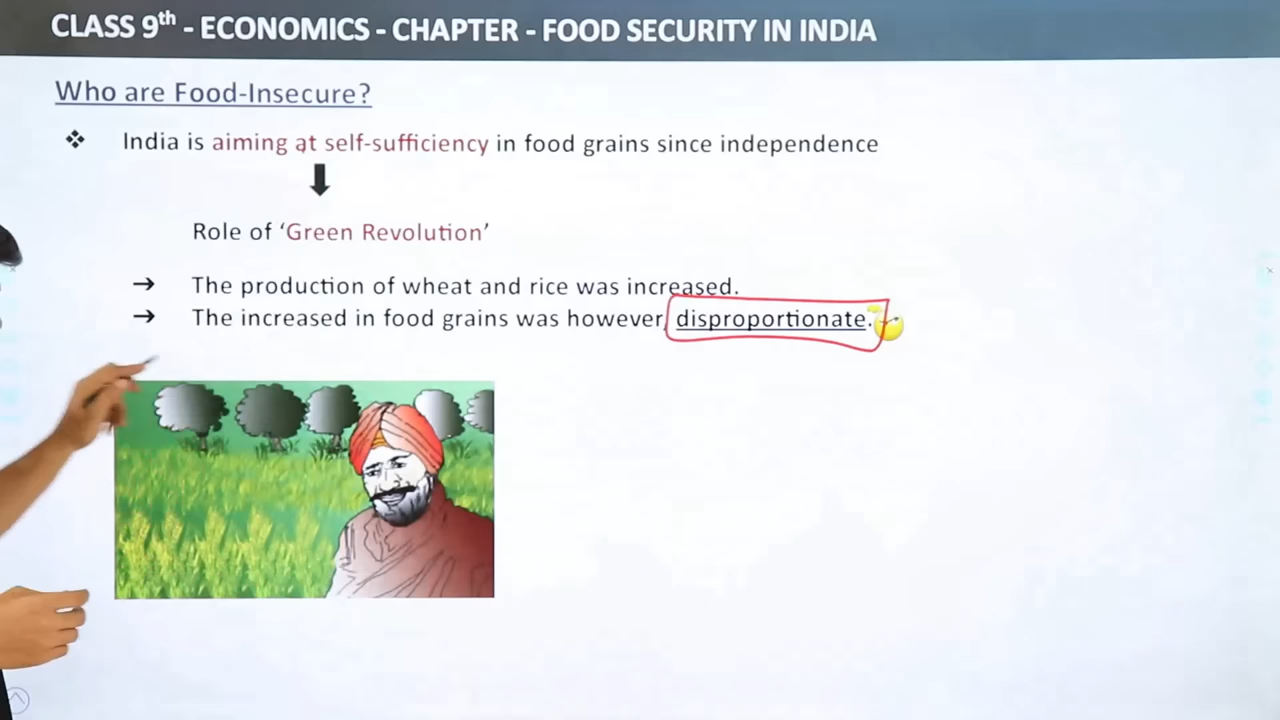 CLASS 9th - ECONOMICS - CHAPTER - FOOD SECURITY IN INDIA
Who are Food-Insecure?
❖ India is aiming at self-sufficiency in food grains since independence
Role of ‘Green Revolution’
→ The production of wheat and rice was increased.
→ The increased in food grains was however, disproportionate.